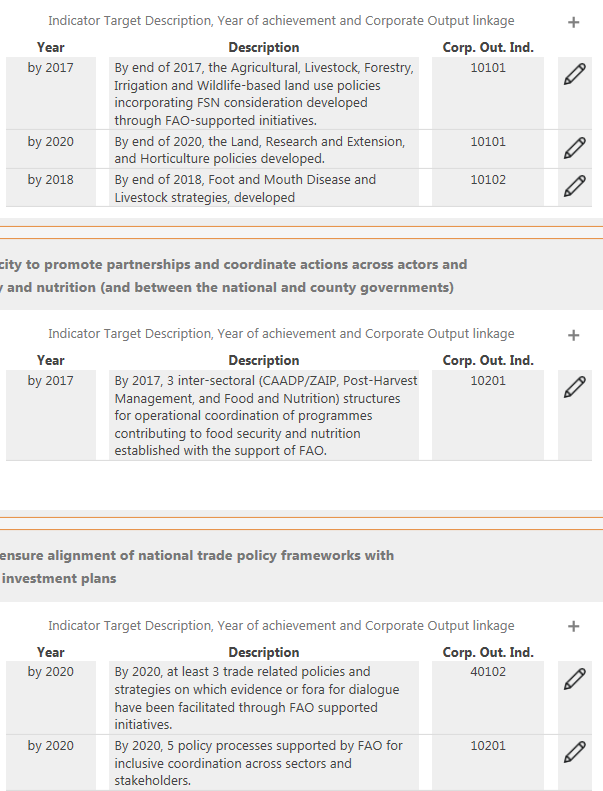 Indicator Target Description, Year of achievement and Corporate Output linkage +
Year Description Corp. Out. Ind.
by 2017 By end of 2017, the Agricultural, Livestock, Forestry, 10101
Irrigation and Wildlife-based land use policies
incorporating FSN consideration developed
through FAO-supported initiatives.
by 2020 By end of 2020, the Land, Research and Extension, 10101
and Horticulture policies developed.
by 2018 By end of 2018, Foot and Mouth Disease and 10102
Livestock strategies, developed
city to promote partnerships and coordinate actions across actors and
y and nutrition (and between the national and county governments)
Indicator Target Description, Year of achievement and Corporate Output linkage +
Year Description Corp. Out. Ind.
by 2017 By 2017, 3 inter-sectoral (CAADP/ZAIP, Post-Harvest 10201
Management, and Food and Nutrition) structures
for operational coordination of programmes
contributing to food security and nutrition
established with the support of FAO.
ensure alignment of national trade policy frameworks with
investment plans
Indicator Target Description, Year of achievement and Corporate Output linkage +
Year Description Corp. Out. Ind.
by 2020 By 2020, at least 3 trade related policies and 40102
strategies on which evidence or fora for dialogue
have been facilitated through FAO supported
initiatives.
by 2020 By 2020, 5 policy processes supported by FAO for 10201
inclusive coordination across sectors and
stakeholders.